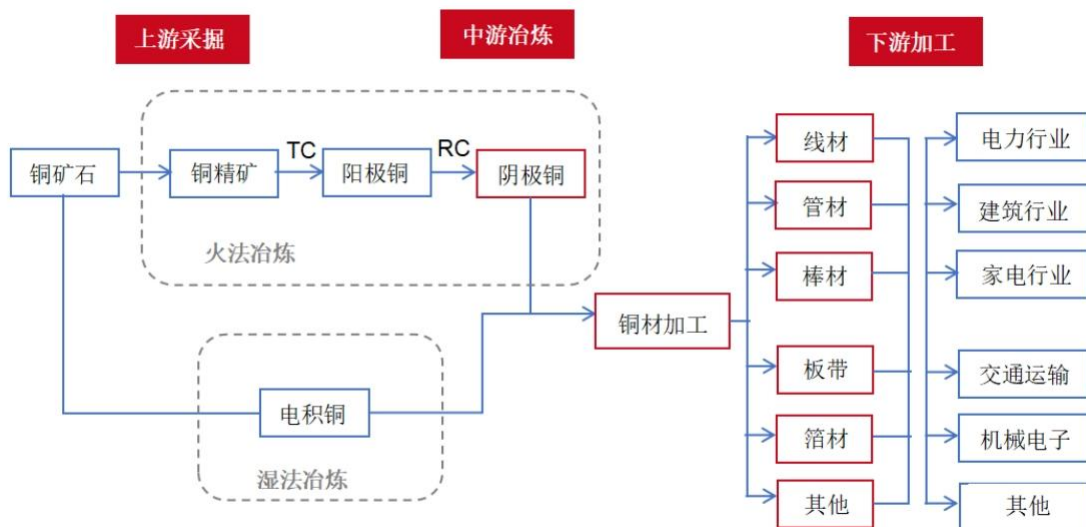 上游采掘
中游冶炼
下游加工
铜矿石
铜精矿
TC
阳极铜
RC
阴极铜
火法冶炼
电积铜
湿法冶炼
铜材加工
线材
管材
棒材
板带
箔材
其他
电力行业
建筑行业
家电行业
交通运输
机械电子
其他